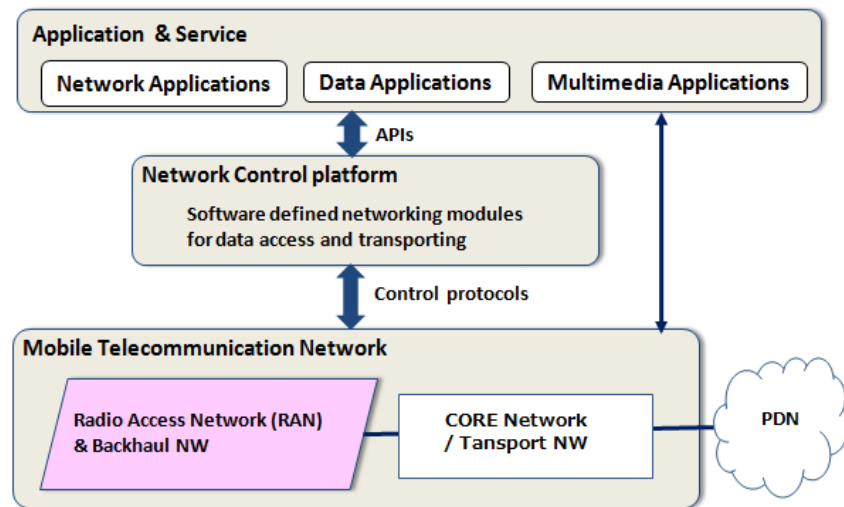 Application & Service
Network Applications
Data Applications
Multimedia Applications
APIs
Network Control platform
Software defined networking modules
for data access and transporting
Control protocols
Mobile Telecommunication Network
Radio Access Network (RAN)
& Backhaul NW
CORE Network
/ Tansport NW
PDN